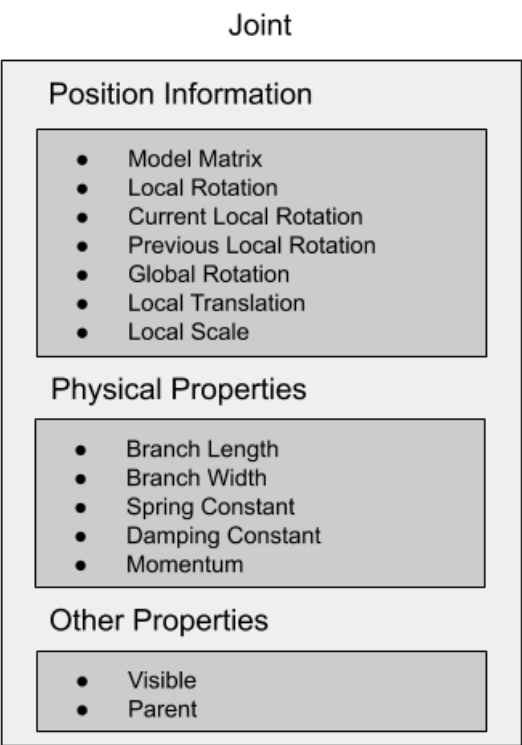 Joint
Position Information
● Model Matrix
● Local Rotation
● Current Local Rotation
● Previous Local Rotation
● Global Rotation
● Local Translation
● Local Scale
Physical Properties
● Branch Length
● Branch Width
● Spring Constant
● Damping Constant
● Momentum
Other Properties
● Visible
● Parent